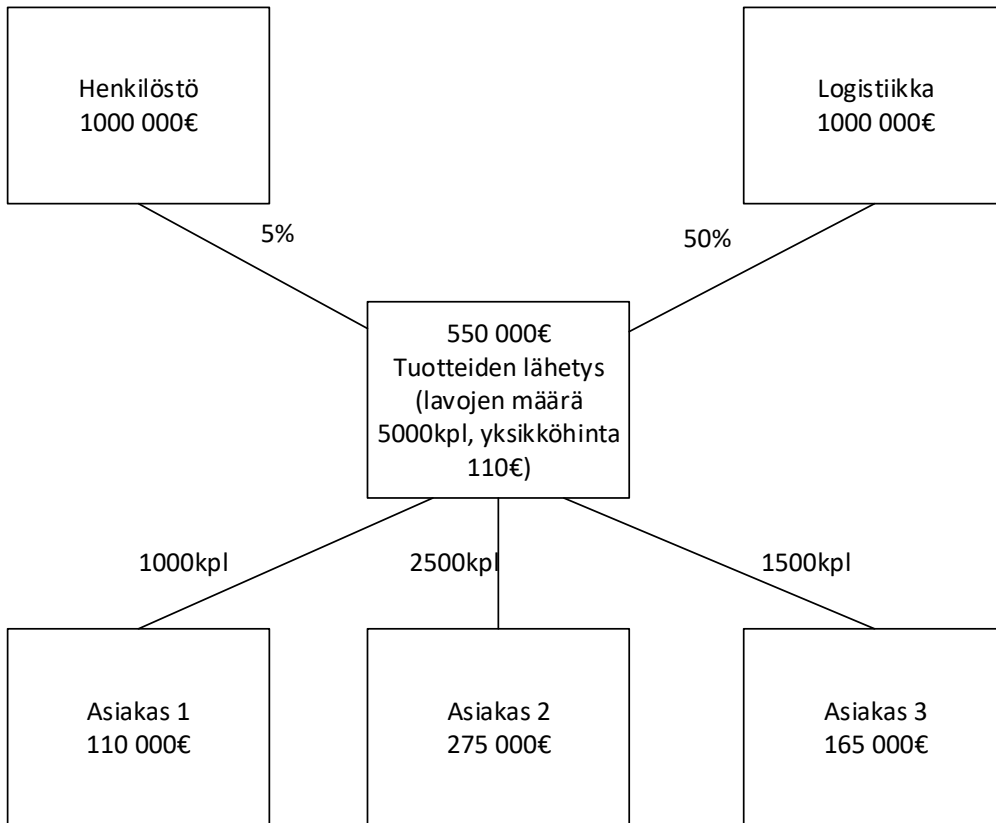 Henkilöstö
1000 000€
Logistiikka
1000 000€
5%
50%
550 000€
Tuotteiden lähetys
(lavojen määrä
5000kpl, yksikköhinta
110€)
1000kpl
2500kpl
1500kpl
Asiakas 1
110 000€
Asiakas 2
275 000€
Asiakas 3
165 000€